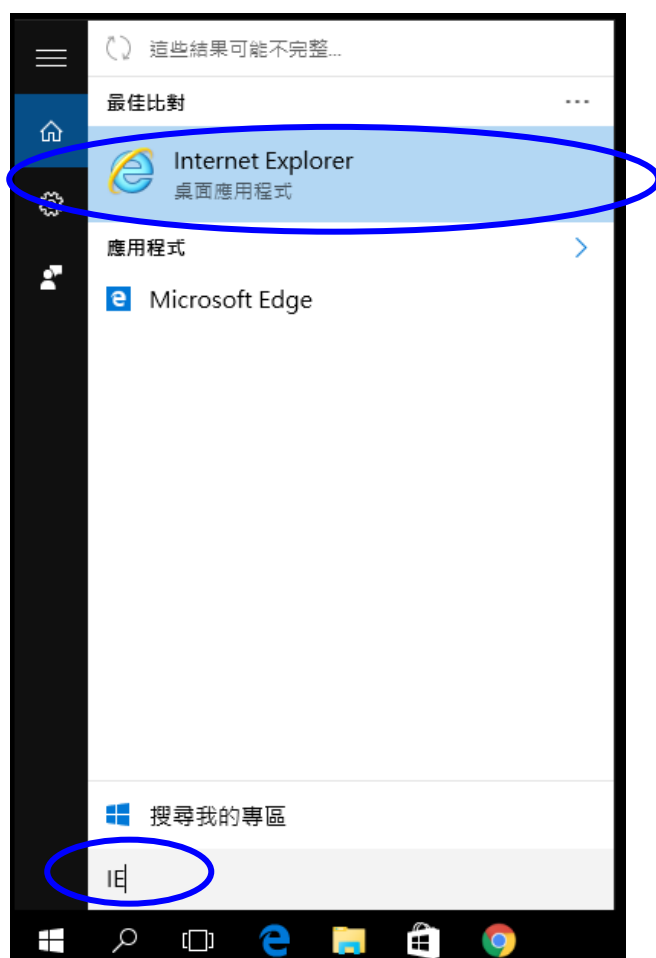 這些結果可能不完整...
最佳比對
Internet Explorer
桌面應用程式
應用程式
Microsoft Edge
搜尋我的專區
IE